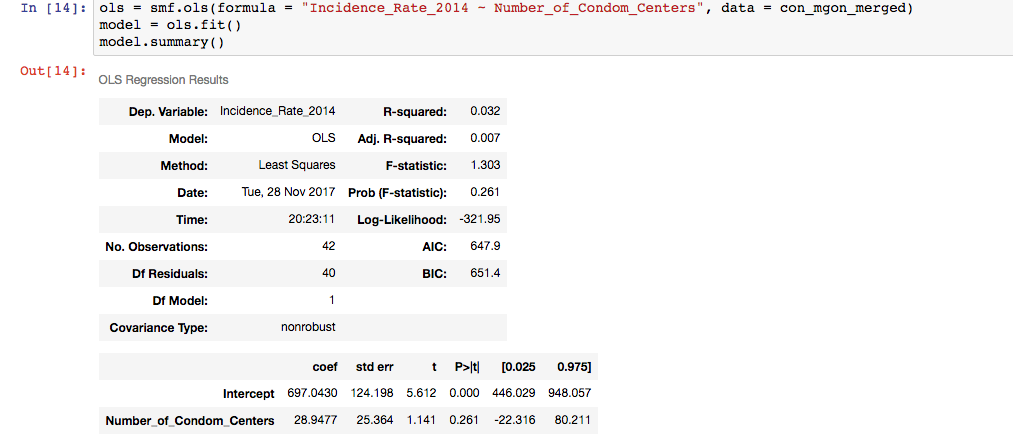 In [14]: ols = smf.ols(formula = "Incidence_Rate_2014 ~ Number_of_Condom_Centers", data = con_mgon_merged)
model = ols.fit()
model.summary()
Out[14]: OLS Regression Results
Dep. Variable: Incidence_Rate_2014 R-squared: 0.032
Model: OLS Adj. R-squared: 0.007
Method: Least Squares F-statistic: 1.303
Date: Tue, 28 Nov 2017 Prob (F-statistic): 0.261
Time: 20:23:11 Log-Likelihood: -321.95
No. Observations: 42 AIC: 647.9
Df Residuals: 40 BIC: 651.4
Df Model: 1
Covariance Type: nonrobust
coef std err t P>|t| [0.025 0.975]
Intercept 697.0430 124.198 5.612 0.000 446.029 948.057
Number_of_Condom_Centers 28.9477 25.364 1.141 0.261 -22.316 80.211